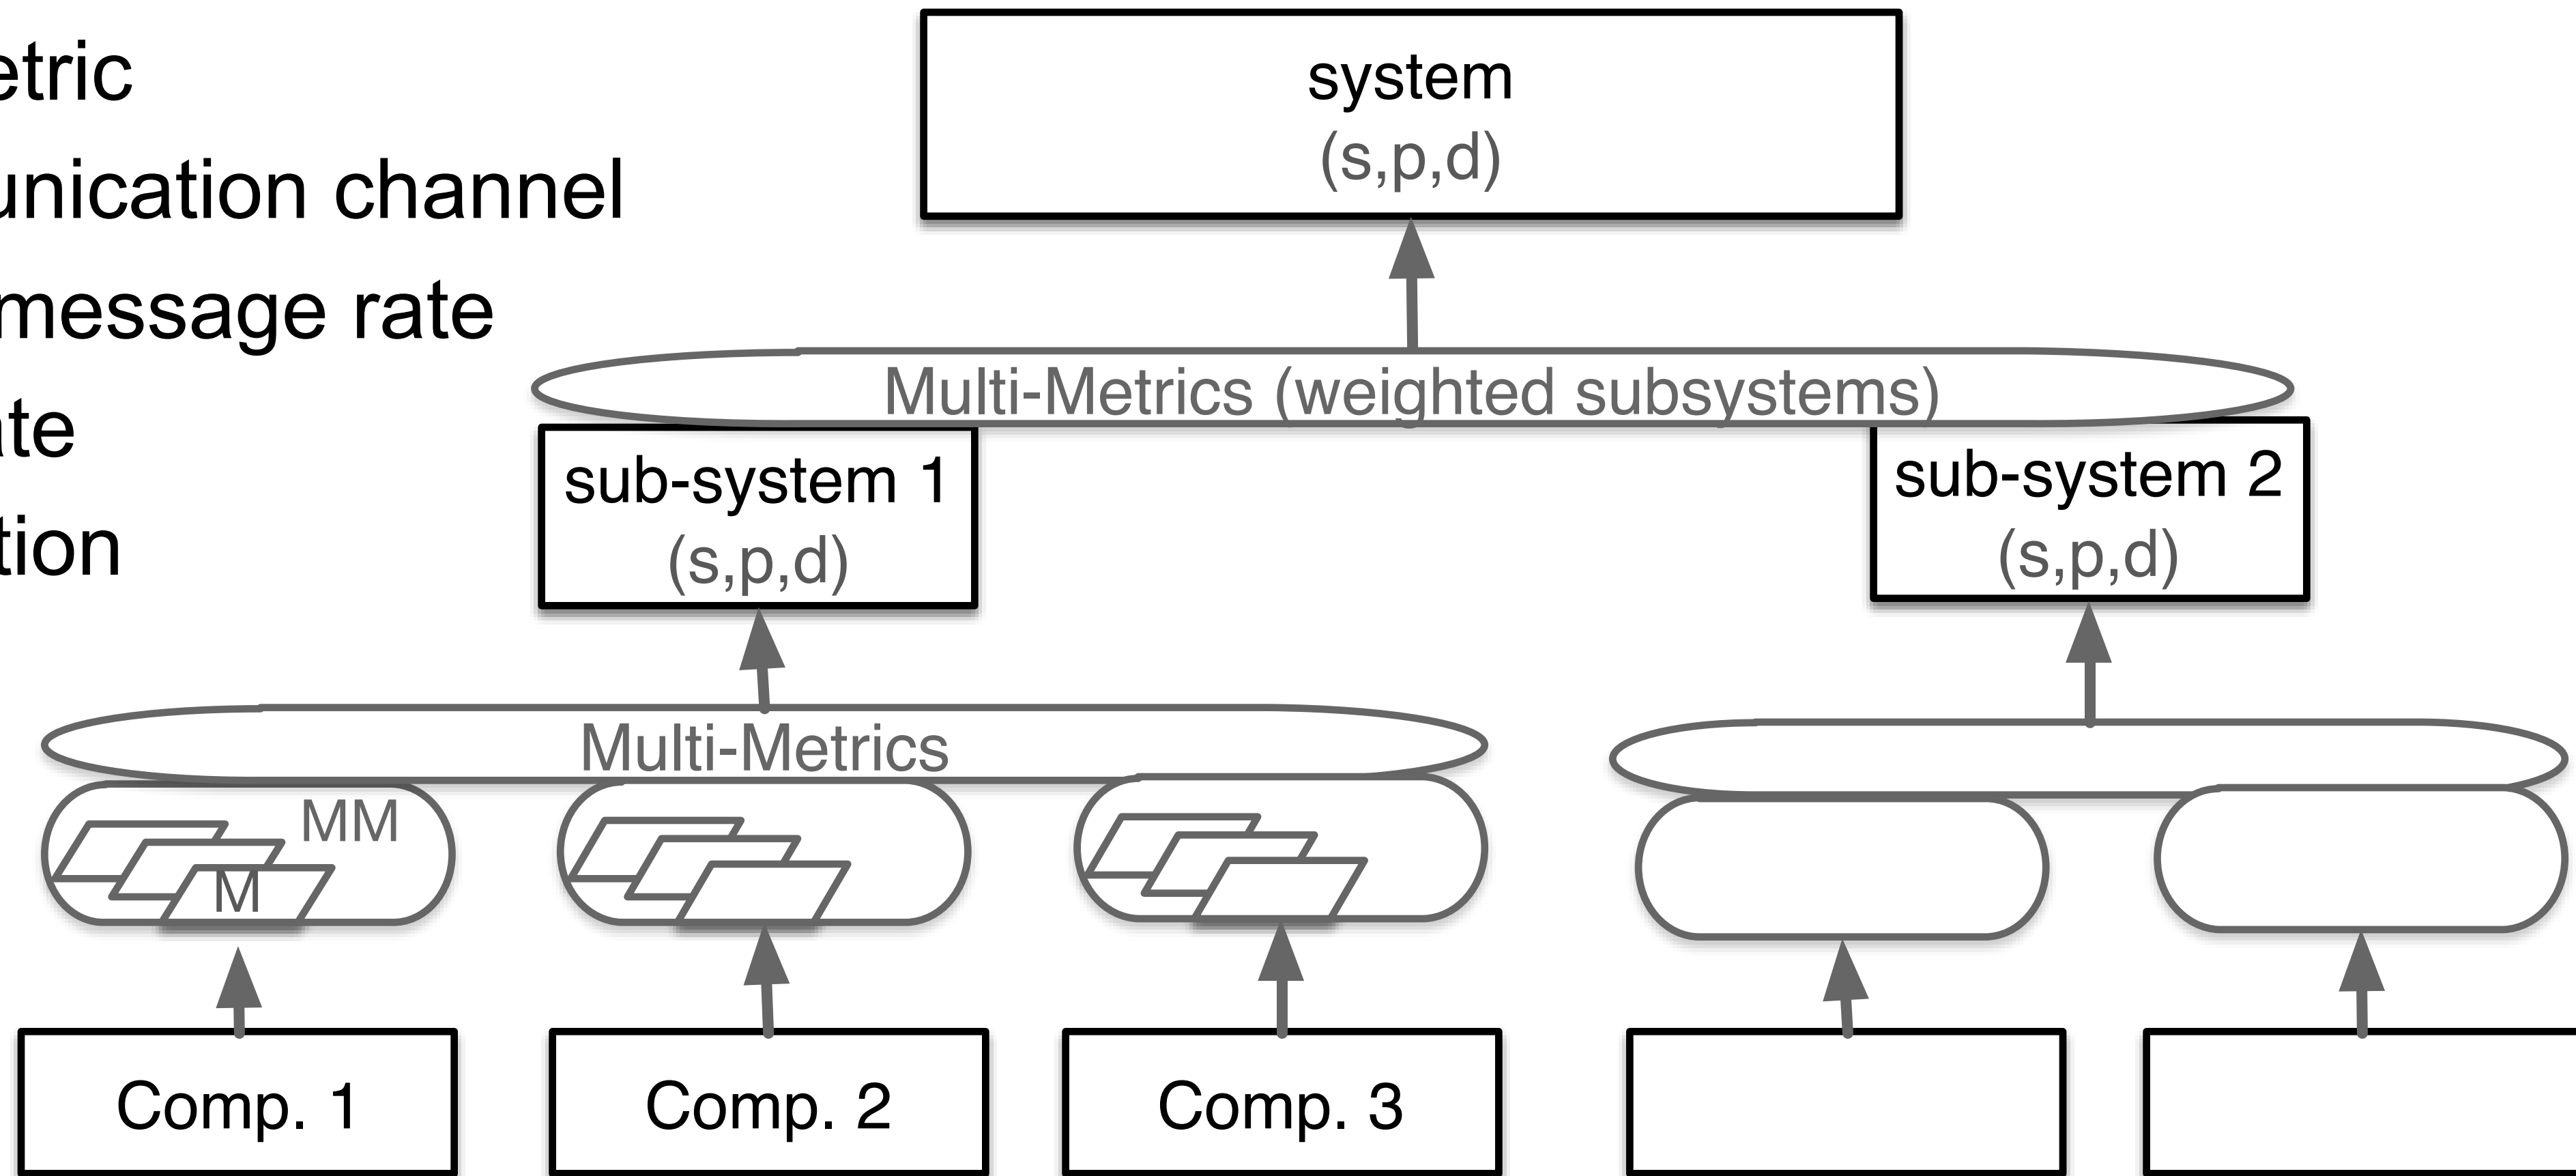 etric
unication channel
message rate
ate
tion
system
(s,p,d)
Multi-Metrics (weighted subsystems)
sub-system 1
(s,p,d)
sub-system 2
(s,p,d)
Multi-Metrics
MM
M
Comp. 1
Comp. 2
Comp. 3